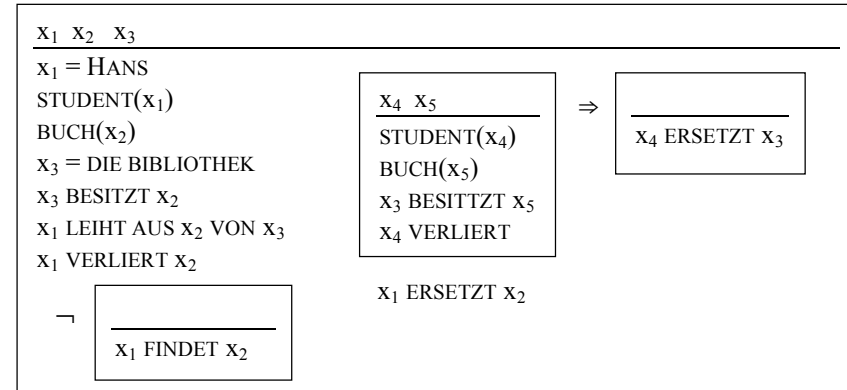 x₁ x₂ x₃
x₁ = HANS
STUDENT(x₁)
BUCH(x₂)
x₃ = DIE BIBLIOTHEK
x₃ BESITZT x₂
x₁ LEIHT AUS x₂ VON x₃
x₁ VERLIERT x₂
¬
x₁ FINDET x₂
x₄ x₅
STUDENT(x₄)
BUCH(x₅)
x₃ BESITTZT x₅
x₄ VERLIERT
⇒
x₄ ERSETZT x₃
x₁ ERSETZT x₂